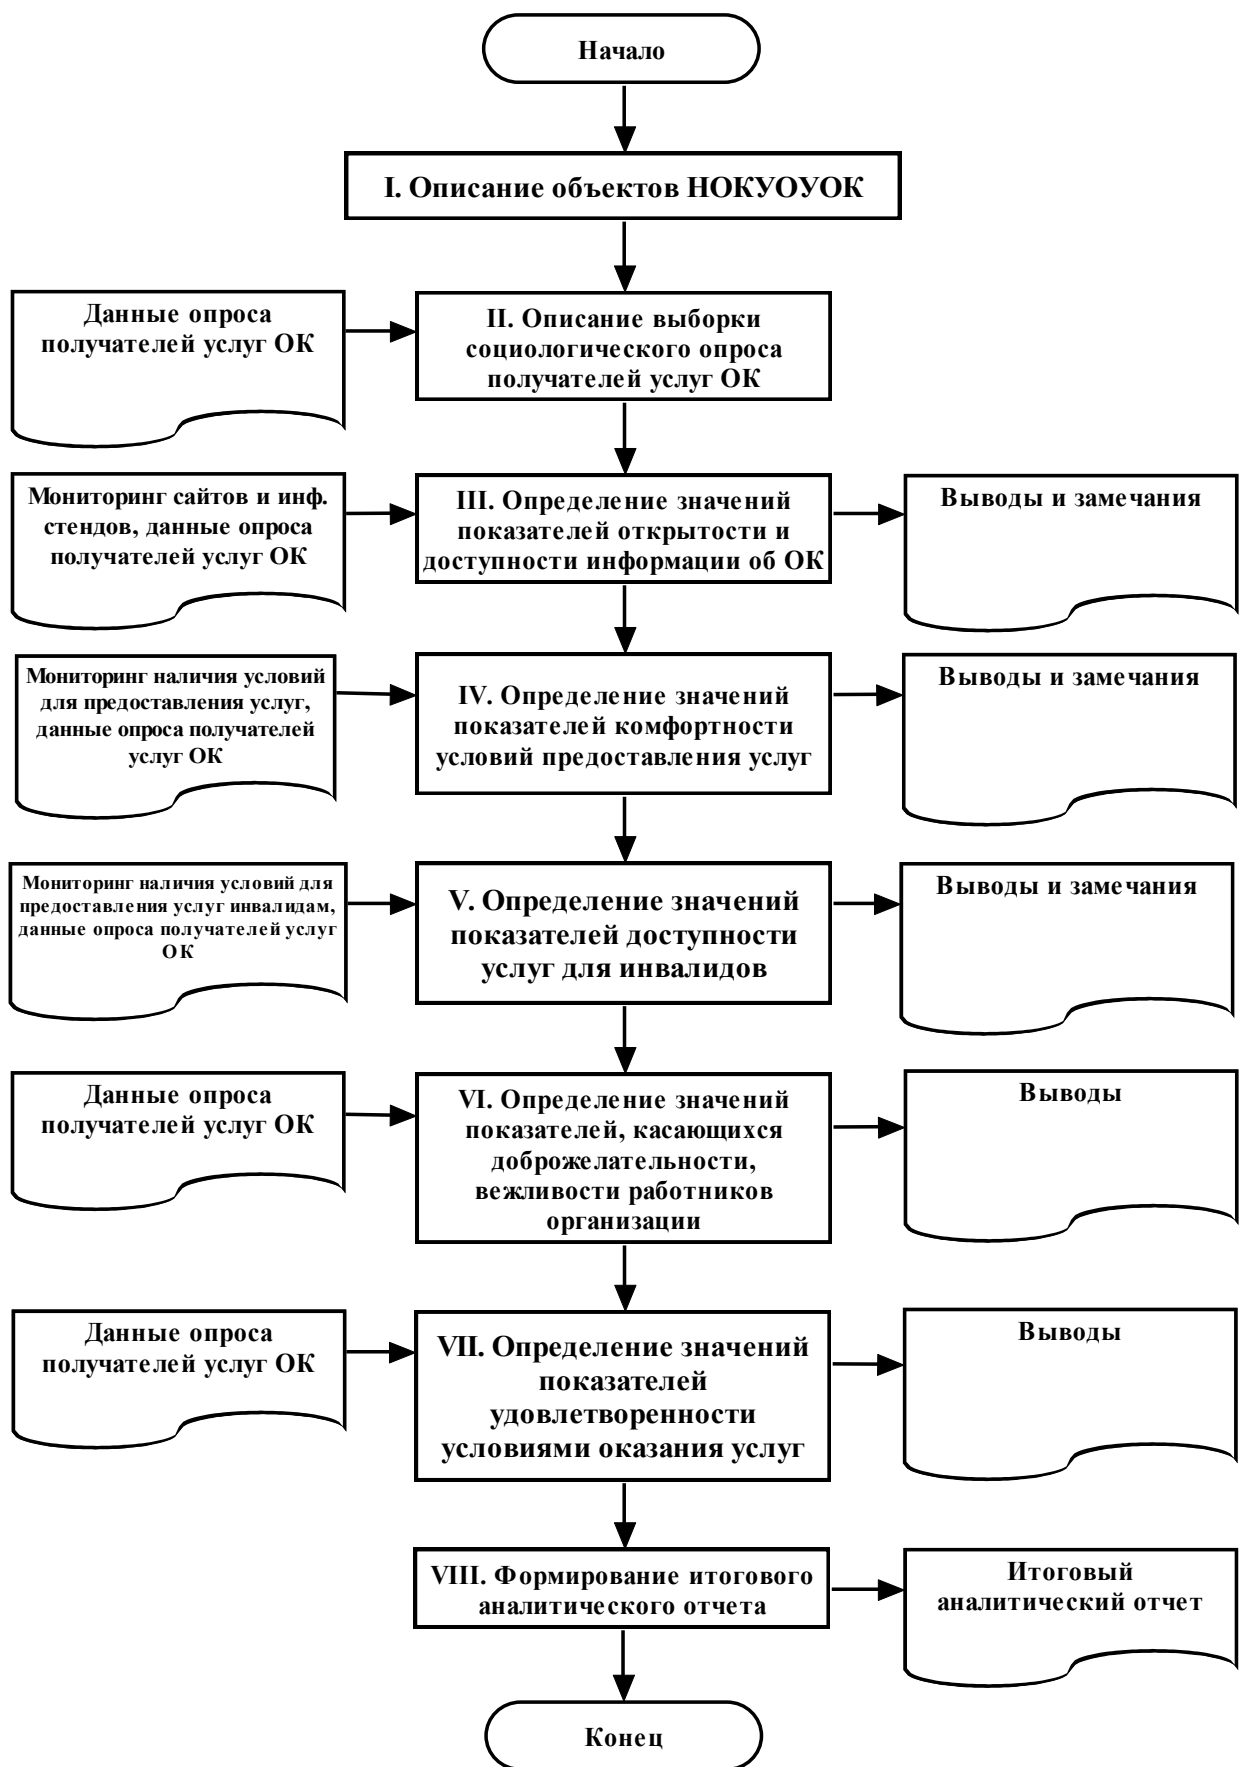 Начало
I. Описание объектов НОКУОУОК
Данные опроса
получателей услуг ОК
II. Описание выборки
социологического опроса
получателей услуг ОК
Мониторинг сайтов и инф.
стендов, данные опроса
получателей услуг ОК
III. Определение значений
показателей открытости и
доступности информации об ОК
Выводы и замечания
Мониторинг наличия условий
для предоставления услуг,
данные опроса получателей
услуг ОК
IV. Определение значений
показателей комфортности
условий предоставления услуг
Выводы и замечания
Мониторинг наличия условий для
предоставления услуг инвалидам,
данные опроса получателей услуг
ОК
V. Определение значений
показателей доступности
услуг для инвалидов
Выводы и замечания
Данные опроса
получателей услуг ОК
VI. Определение значений
показателей, касающихся
доброжелательности,
вежливости работников
организации
Выводы
Данные опроса
получателей услуг ОК
VII. Определение значений
показателей
удовлетворенности
условиями оказания услуг
Выводы
VIII. Формирование итогового
аналитического отчета
Итоговый
аналитический отчет
Конец